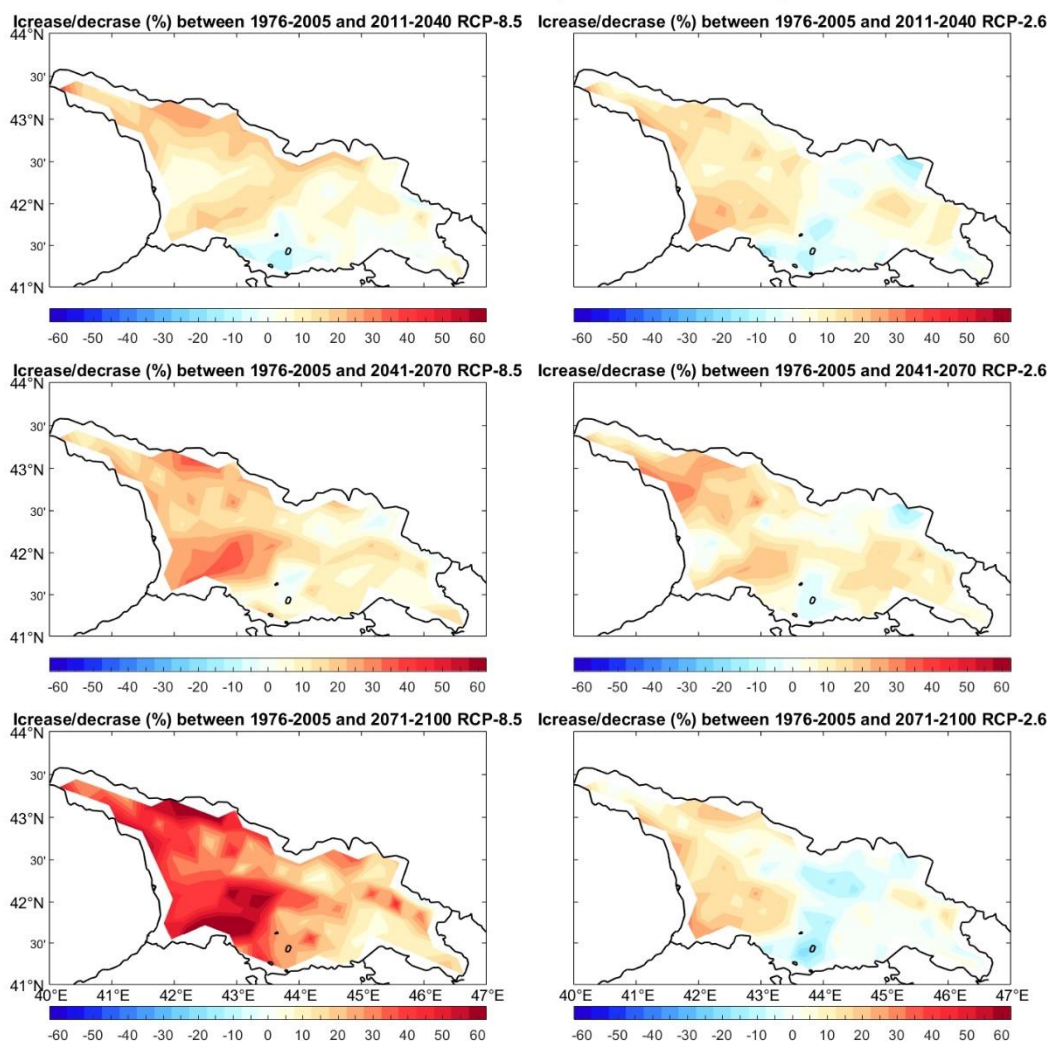 Icrease/decrase (%) between 1976-2005 and 2011-2040 RCP-8.5
Icrease/decrase (%) between 1976-2005 and 2011-2040 RCP-2.6
44°N
30'
43°N
30'
42°N
30'
41°N
-60 -50 -40 -30 -20 -10 0 10 20 30 40 50 60
-60 -50 -40 -30 -20 -10 0 10 20 30 40 50 60
Icrease/decrase (%) between 1976-2005 and 2041-2070 RCP-8.5
Icrease/decrase (%) between 1976-2005 and 2041-2070 RCP-2.6
44°N
30'
43°N
30'
42°N
30'
41°N
-60 -50 -40 -30 -20 -10 0 10 20 30 40 50 60
-60 -50 -40 -30 -20 -10 0 10 20 30 40 50 60
Icrease/decrase (%) between 1976-2005 and 2071-2100 RCP-8.5
Icrease/decrase (%) between 1976-2005 and 2071-2100 RCP-2.6
44°N
30'
43°N
30'
42°N
30'
41°N
40°E 41°E 42°E 43°E 44°E 45°E 46°E 47°E
40°E 41°E 42°E 43°E 44°E 45°E 46°E 47°E
-60 -50 -40 -30 -20 -10 0 10 20 30 40 50 60
-60 -50 -40 -30 -20 -10 0 10 20 30 40 50 60